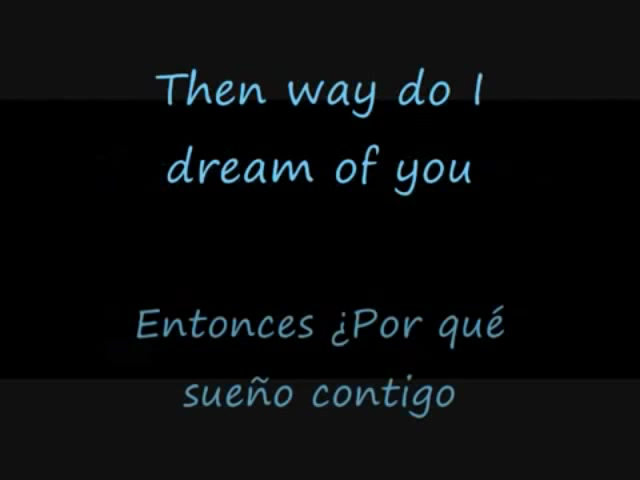 Then way do I
dream of you
Entonces ¿Por qué
sueño contigo